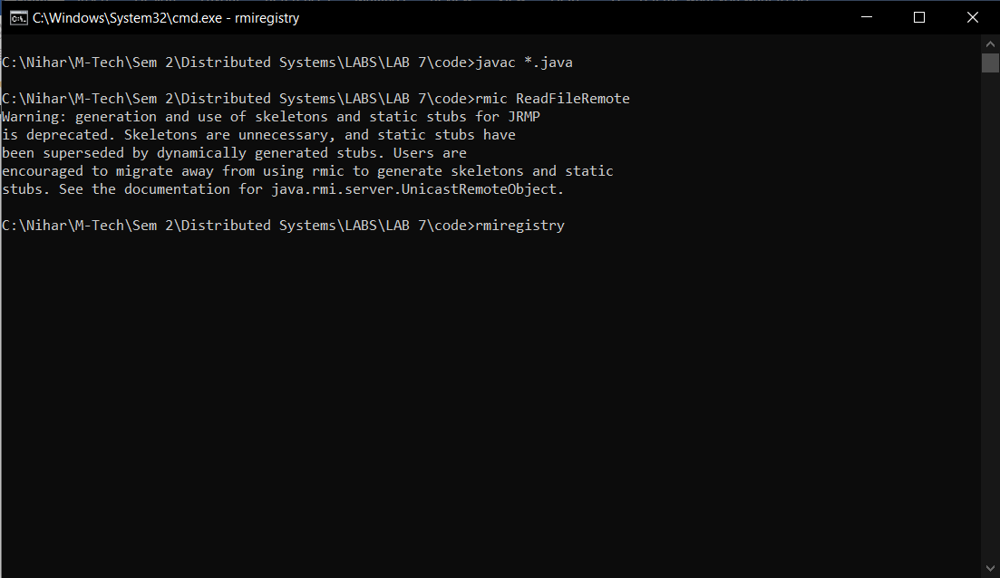 C:\Windows\System32\cmd.exe - rmiregistry
C:\Nihar\M-Tech\Sem 2\Distributed Systems\LABS\LAB 7\code>javac *.java
C:\Nihar\M-Tech\Sem 2\Distributed Systems\LABS\LAB 7\code>rmic ReadFileRemote
Warning: generation and use of skeletons and static stubs for JRMP
is deprecated. Skeletons are unnecessary, and static stubs have
been superseded by dynamically generated stubs. Users are
encouraged to migrate away from using rmic to generate skeletons and static
stubs. See the documentation for java.rmi.server.UnicastRemoteObject.
C:\Nihar\M-Tech\Sem 2\Distributed Systems\LABS\LAB 7\code>rmiregistry